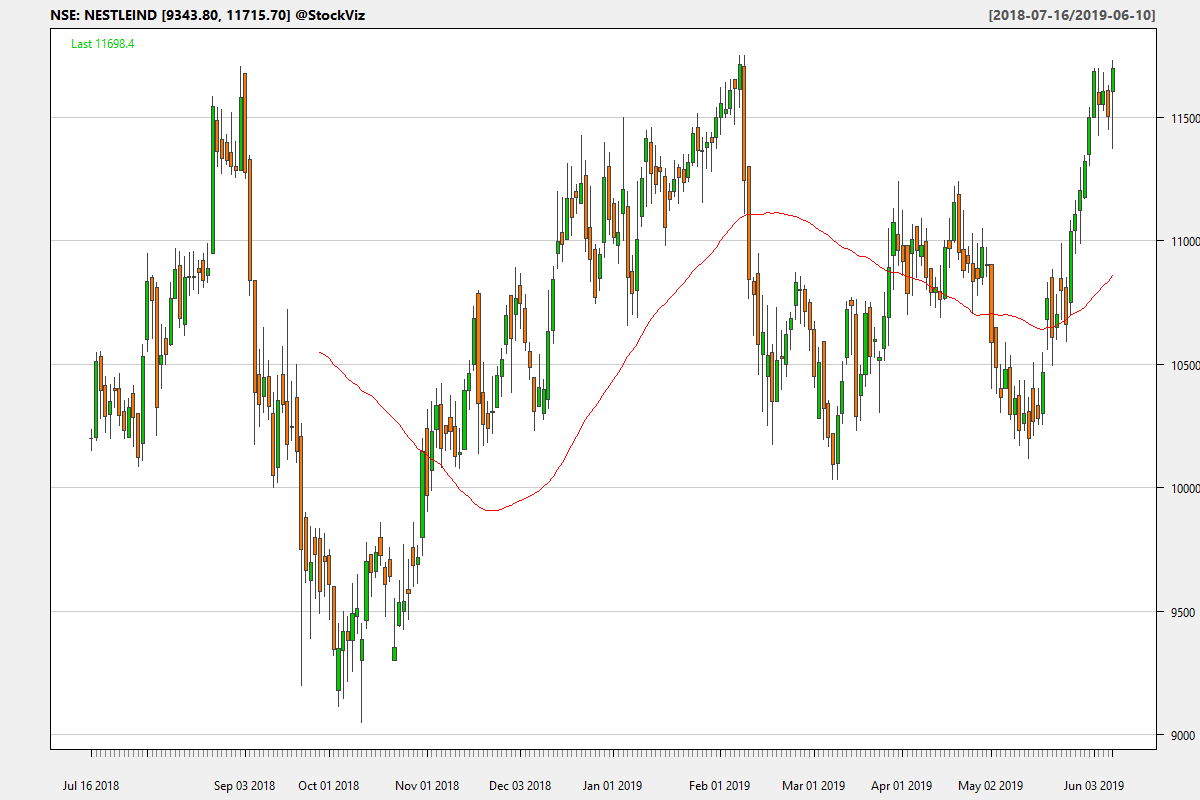 NSE: NESTLEIND [9343.80, 11715.70] @StockViz
[2018-07-16/2019-06-10]
Last 11698.4
11500
11000
10500
10000
9500
9000
Jul 16 2018
Sep 03 2018
Oct 01 2018
Nov 01 2018
Dec 03 2018
Jan 01 2019
Feb 01 2019
Mar 01 2019
Apr 01 2019
May 02 2019
Jun 03 2019